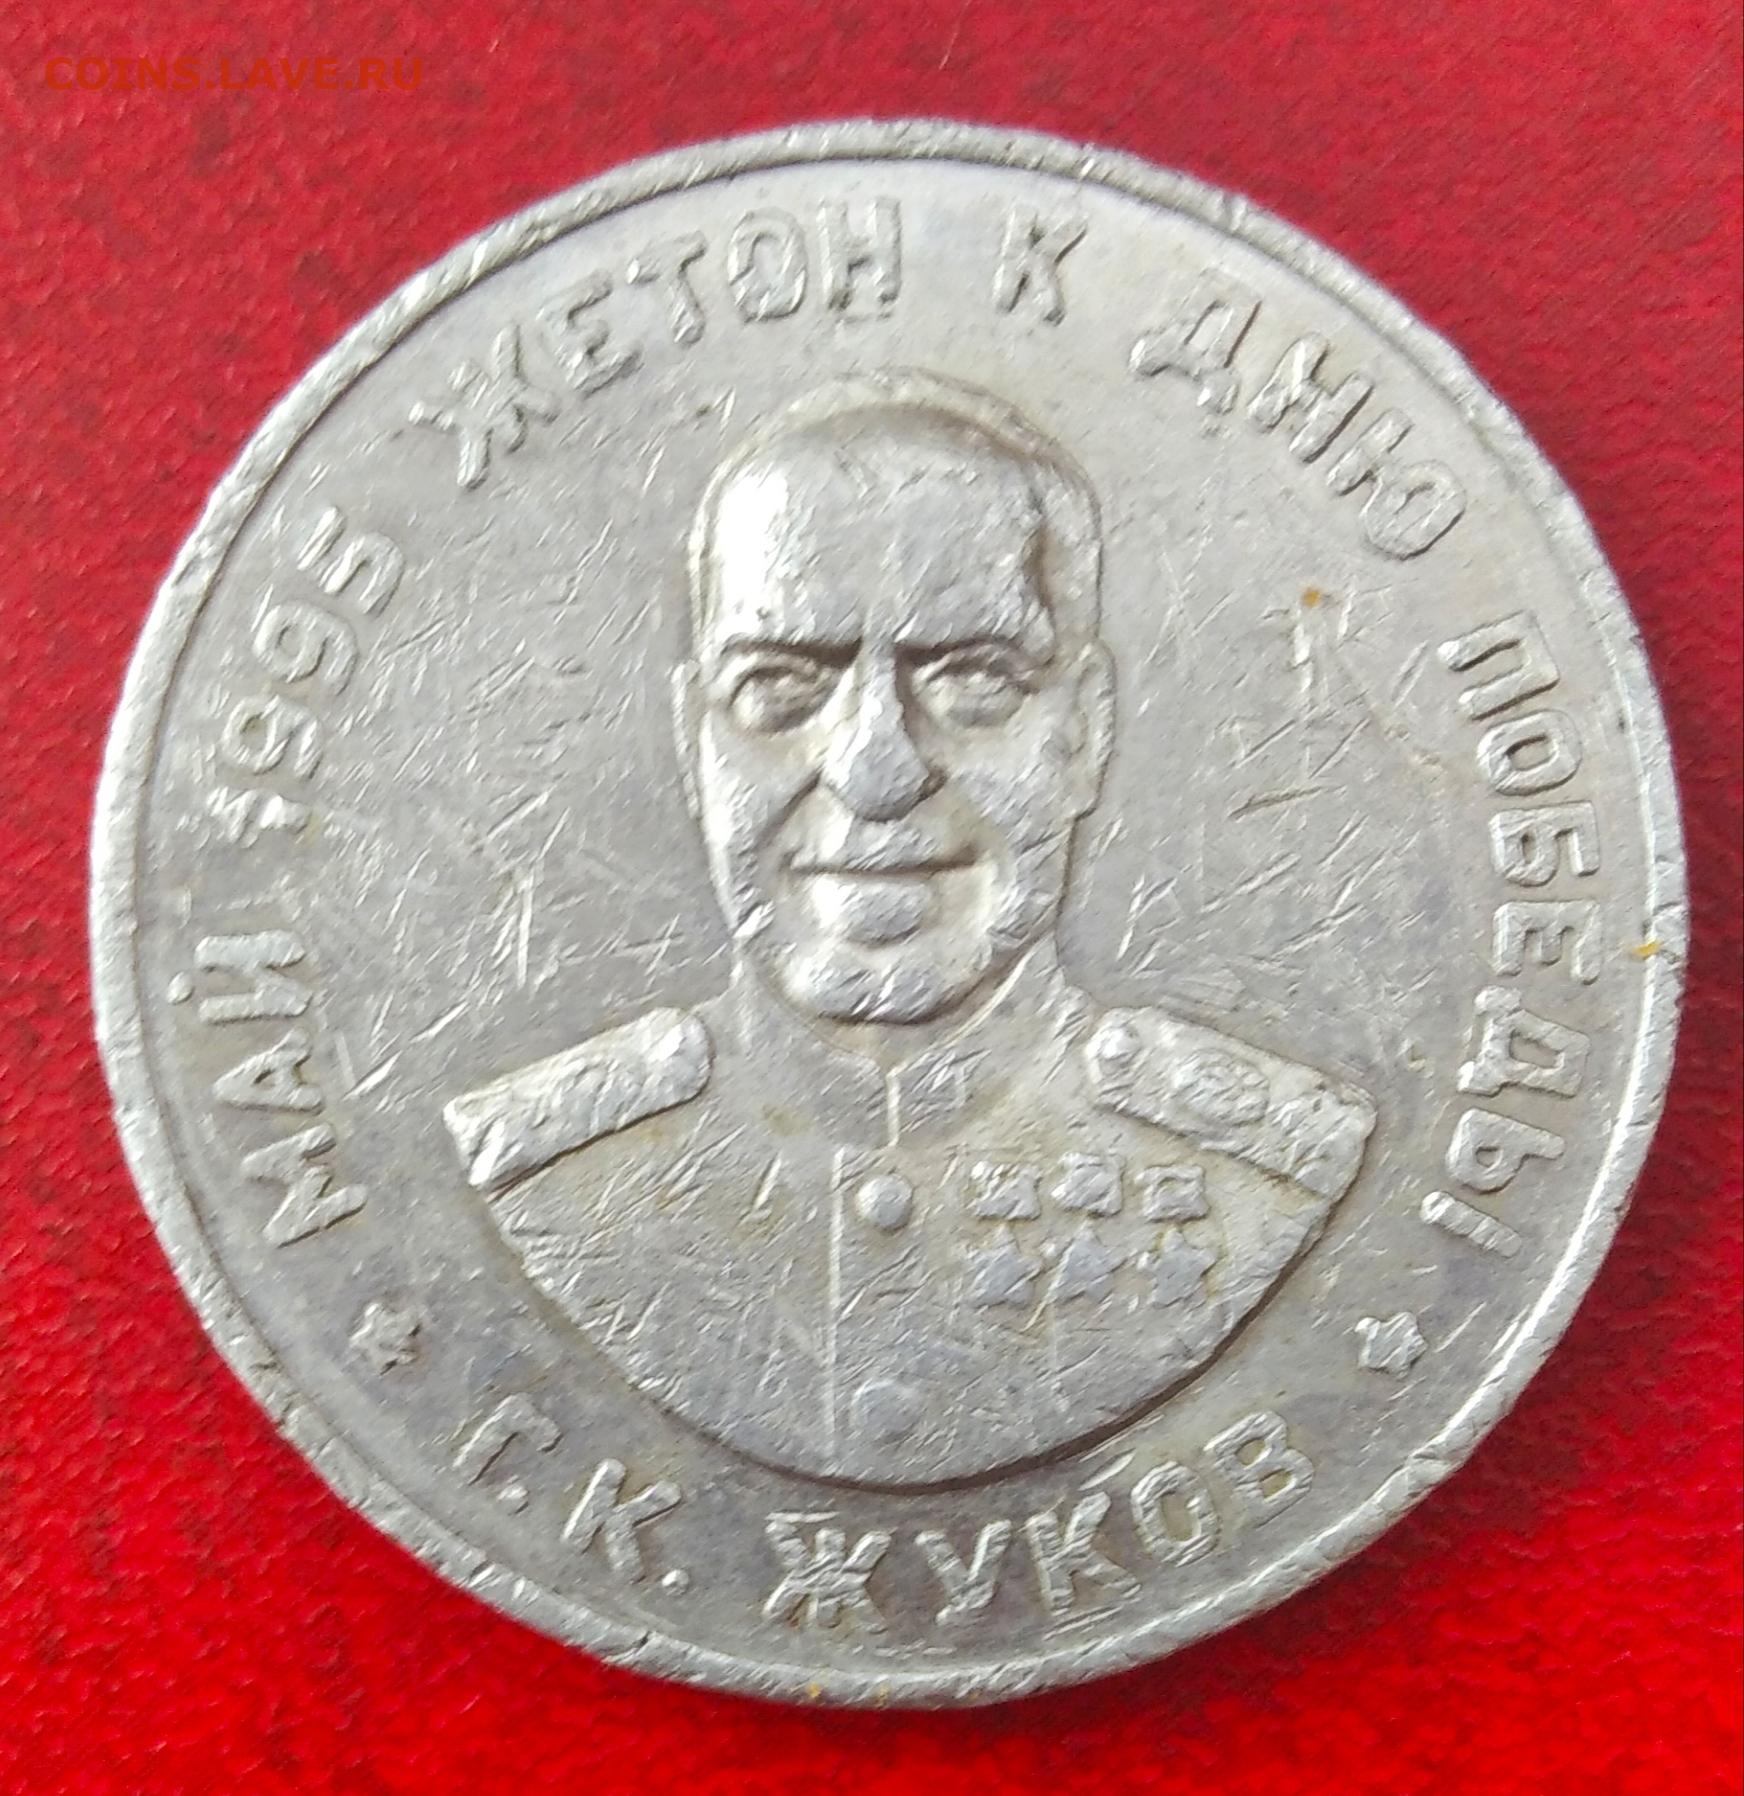 COINS.LAVE.RU
МАЙ 1995 ЖЕТОН К ДНЮ ПОБЕДЫ
Г.К. ЖУКОВ